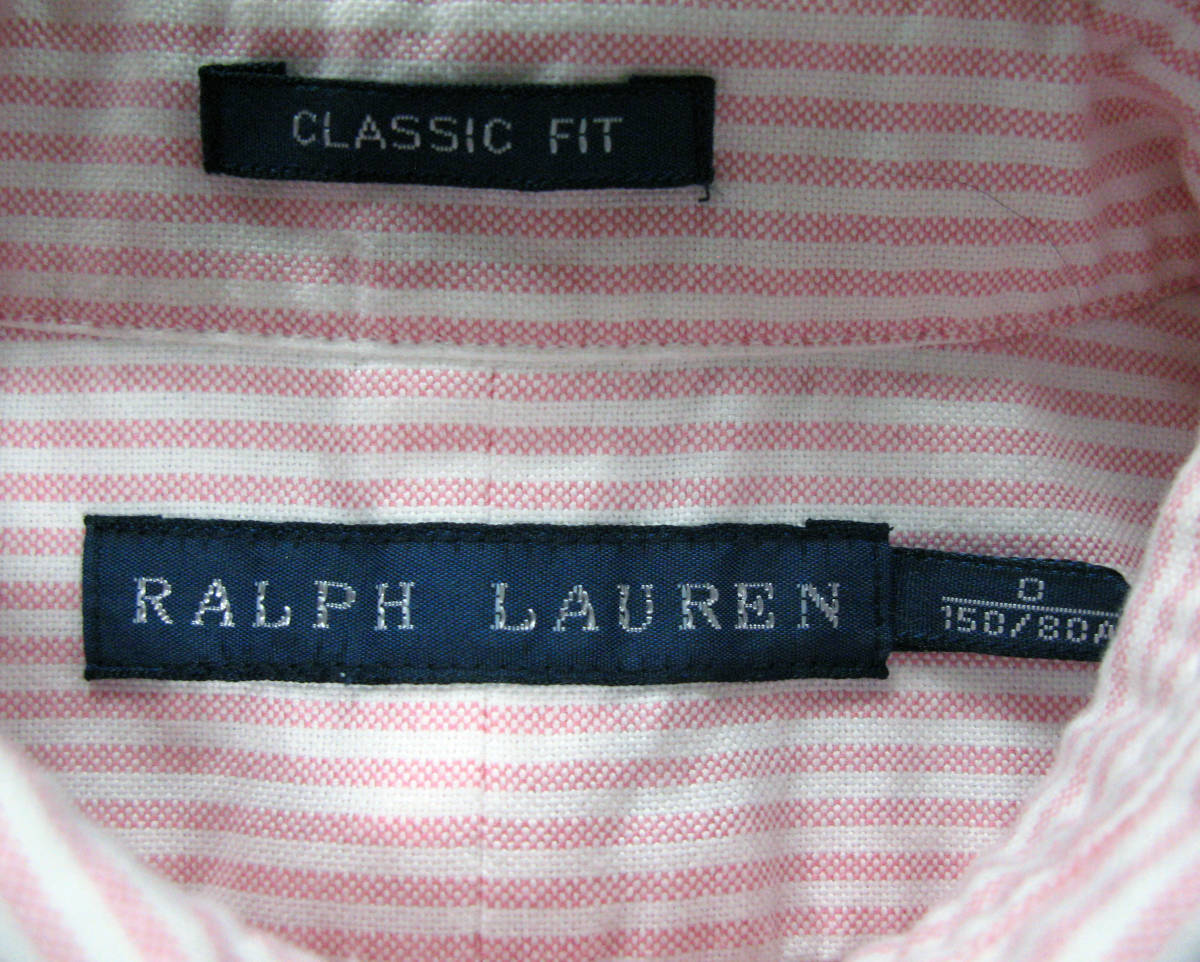 CLASSIC FIT
RALPH LAUREN
0
150/80A